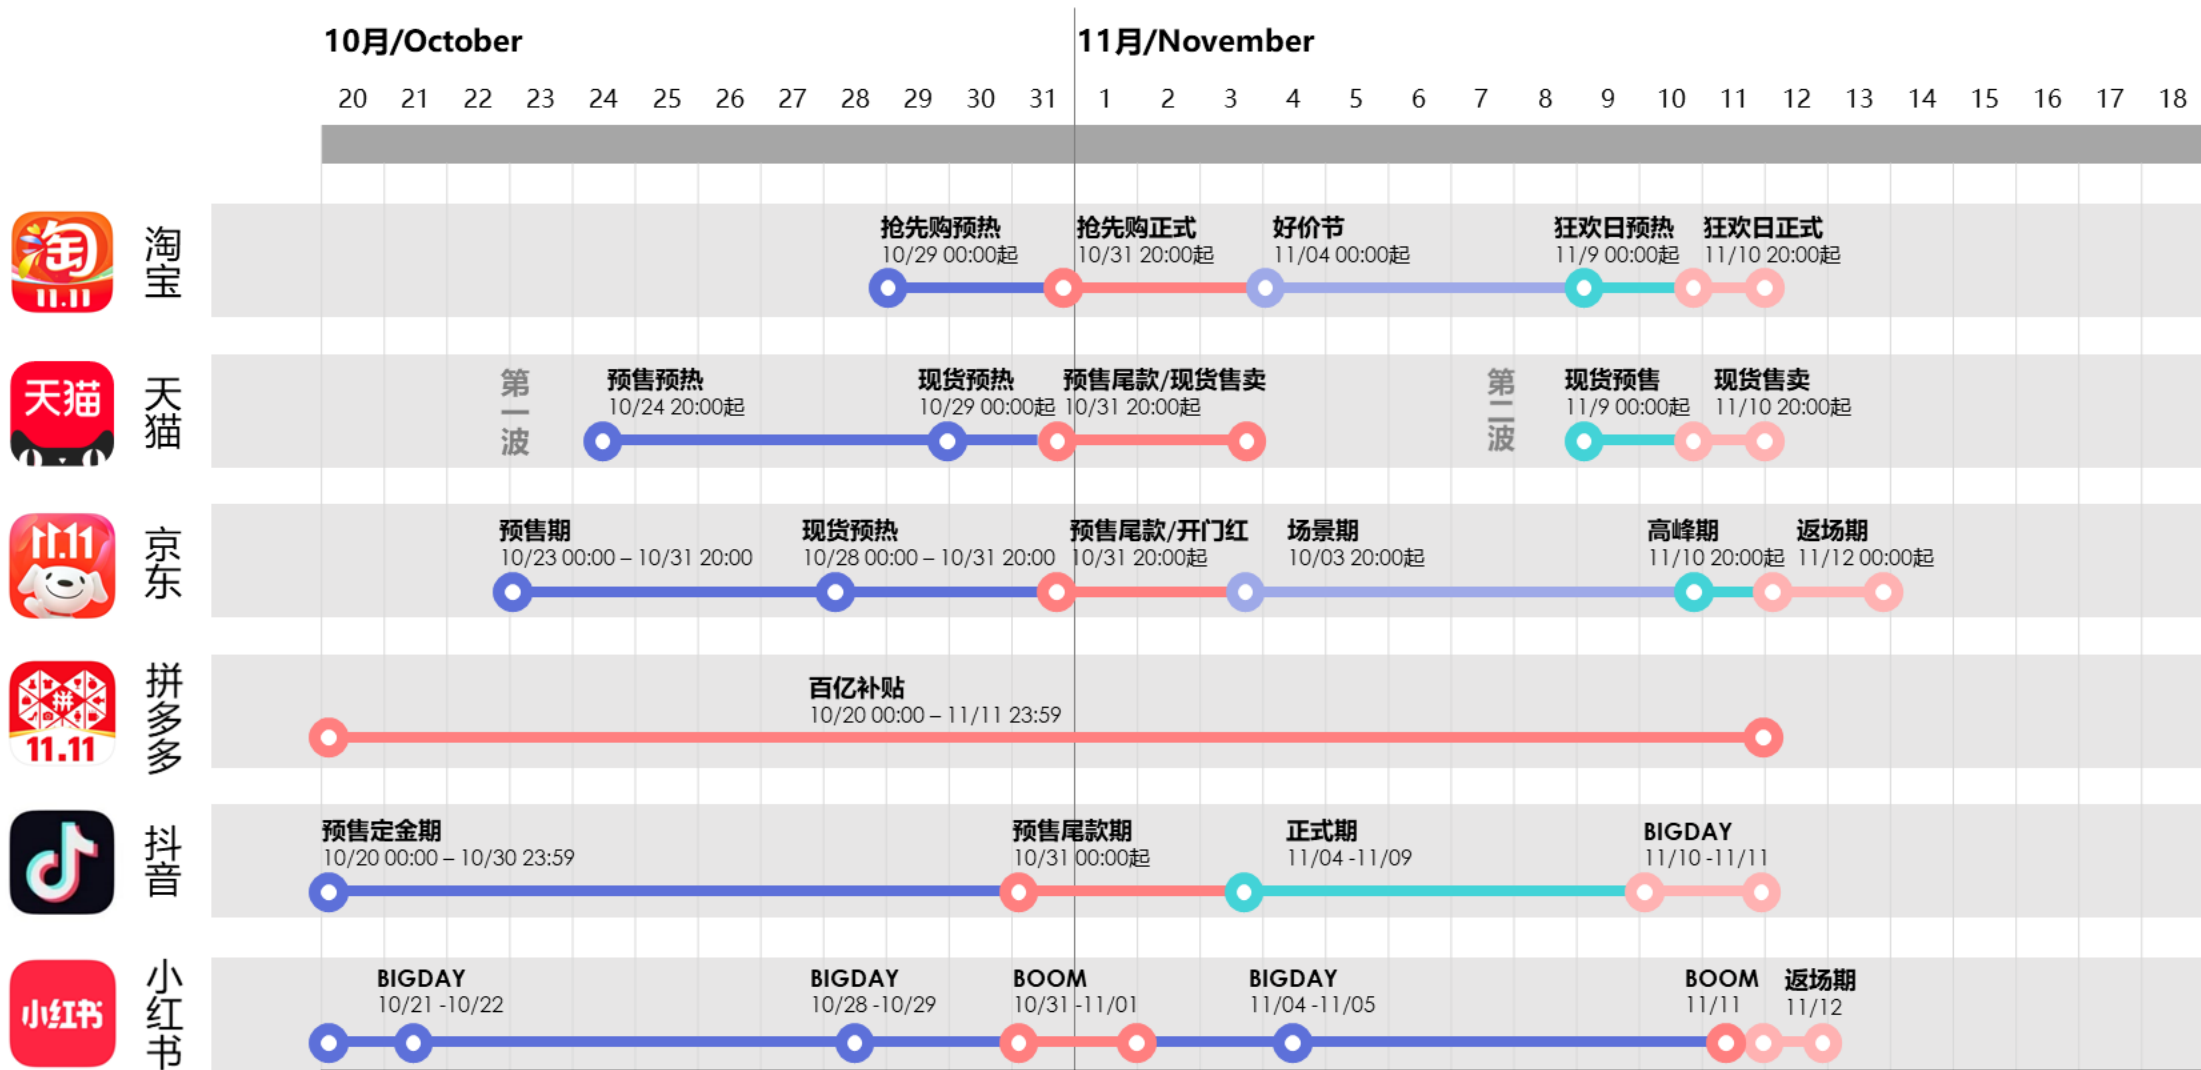 10月/October
11月/November
20 21 22 23 24 25 26 27 28 29 30 31 1 2 3 4 5 6 7 8 9 10 11 12 13 14 15 16 17 18
淘
11.11
淘宝
抢先购预热
10/29 00:00起
抢先购正式
10/31 20:00起
好价节
11/04 00:00起
狂欢日预热
11/9 00:00起
狂欢日正式
11/10 20:00起
天猫
天猫
第一波
预售预热
10/24 20:00起
现货预热
10/29 00:00起
预售尾款/现货售卖
10/31 20:00起
第二波
现货预售
11/9 00:00起
现货售卖
11/10 20:00起
11.11
京东
预售期
10/23 00:00 – 10/31 20:00
现货预热
10/28 00:00 – 10/31 20:00
预售尾款/开门红
10/31 20:00起
场景期
10/03 20:00起
高峰期
11/10 20:00起
返场期
11/12 00:00起
拼
11.11
拼多多
百亿补贴
10/20 00:00 – 11/11 23:59
抖音
预售定金期
10/20 00:00 – 10/30 23:59
预售尾款期
10/31 00:00起
正式期
11/04 -11/09
BIGDAY
11/10 -11/11
小红书
小红书
BIGDAY
10/21 -10/22
BIGDAY
10/28 -10/29
BOOM
10/31 -11/01
BIGDAY
11/04 -11/05
BOOM
11/11
返场期
11/12